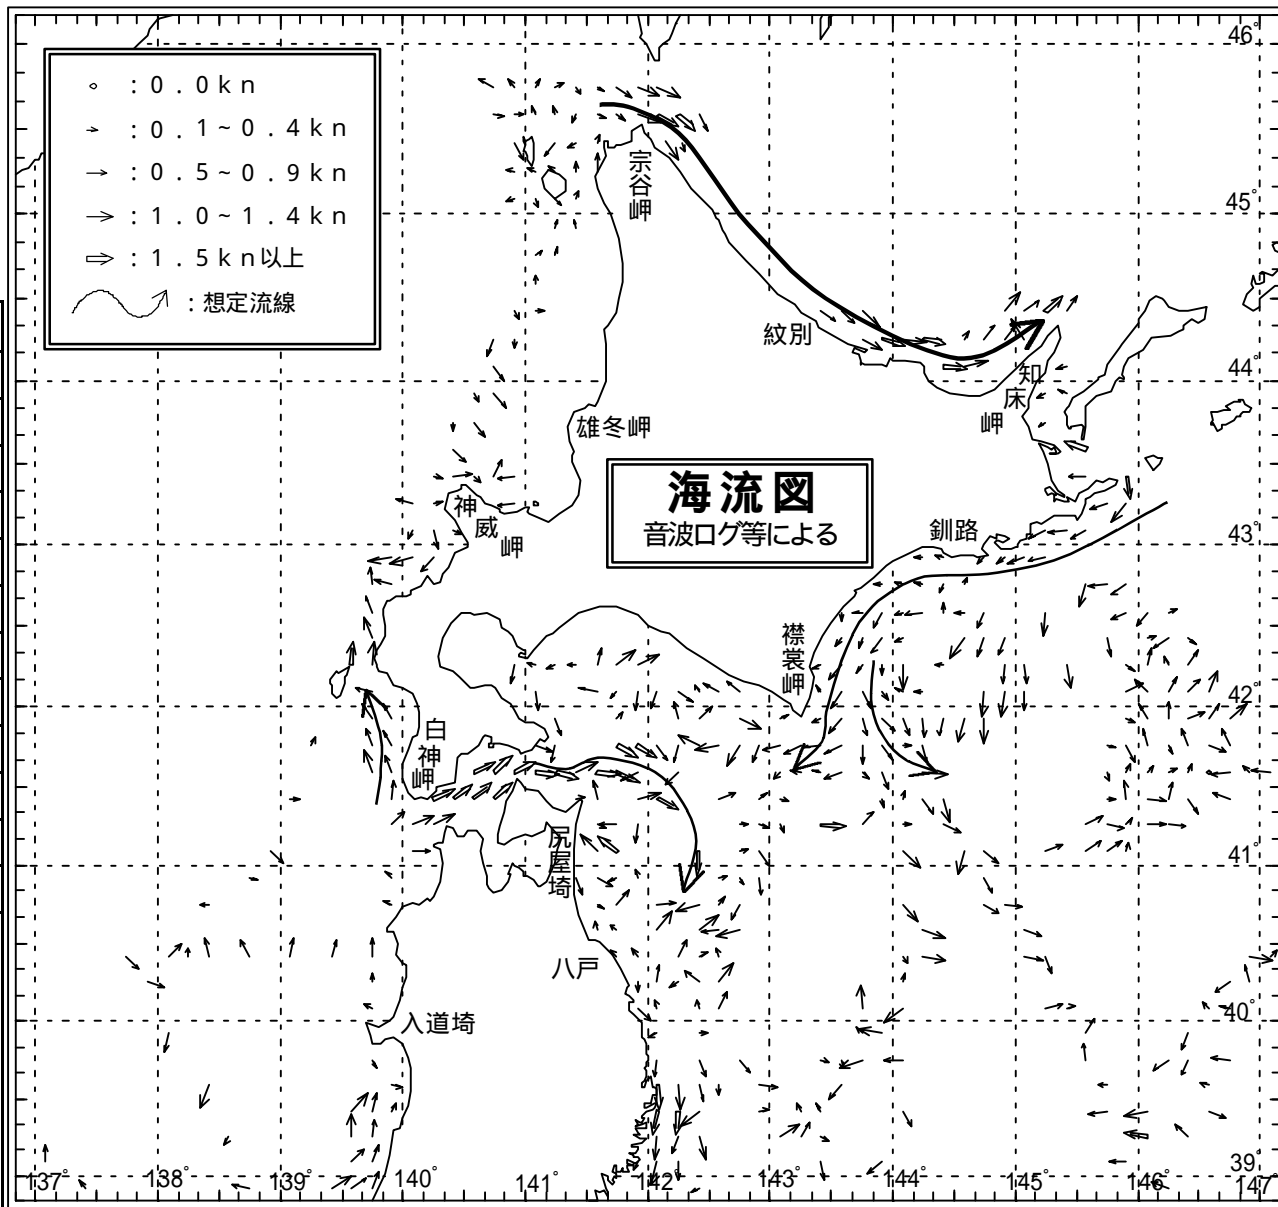 ：０．０ｋｎ
：０．１～０．４ｋｎ
：０．５～０．９ｋｎ
：１．０～１．４ｋｎ
：１．５ｋｎ以上
：想定流線
46°
45°
44°
43°
42°
41°
40°
39°
宗谷岬
紋別
知床岬
雄冬岬
海流図
音波ログ等による
神威岬
釧路
襟裳岬
白神岬
尻屋埼
八戸
入道埼
137° 138° 139° 140° 141° 142° 143° 144° 145° 146° 147°